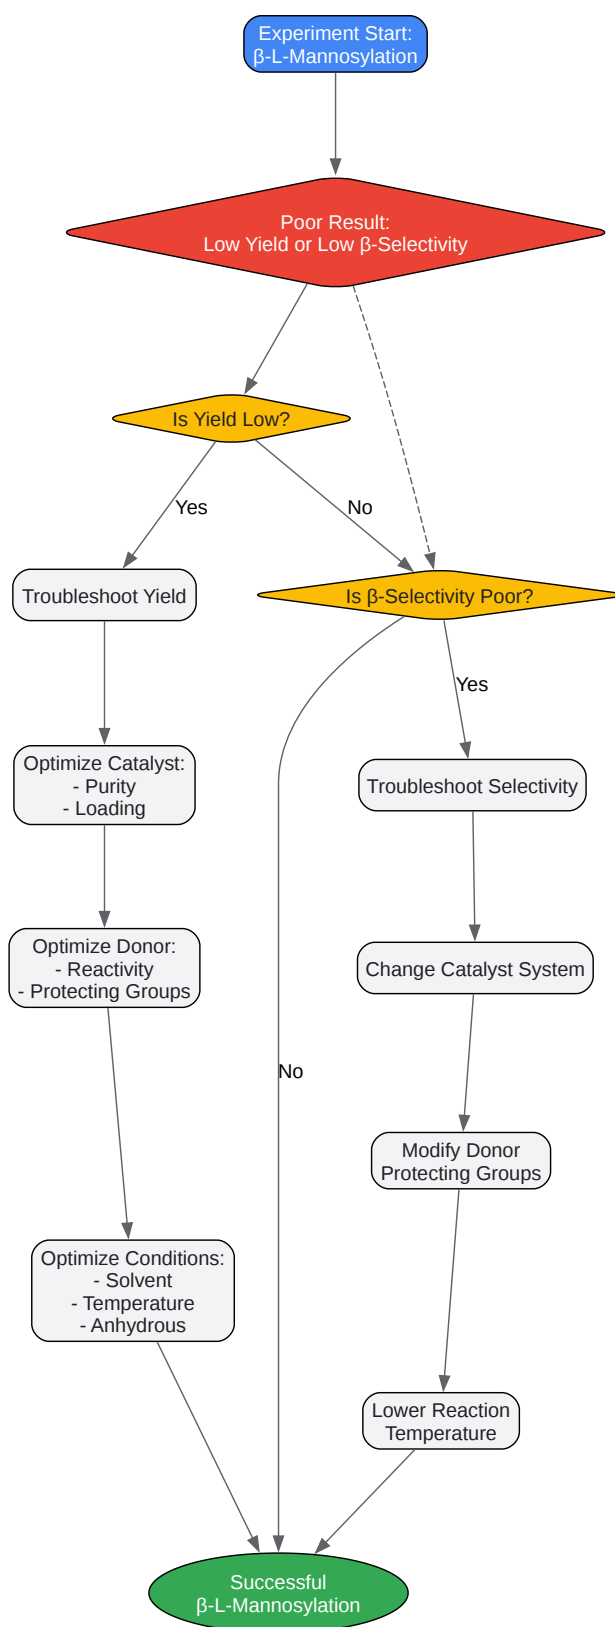 Experiment Start:
β-L-Mannosylation
Poor Result:
Low Yield or Low β-Selectivity
Is Yield Low?
Yes
No
Troubleshoot Yield
Is β-Selectivity Poor?
Yes
Optimize Catalyst:
- Purity
- Loading
Troubleshoot Selectivity
Optimize Donor:
- Reactivity
- Protecting Groups
Change Catalyst System
No
Modify Donor
Protecting Groups
Optimize Conditions:
- Solvent
- Temperature
- Anhydrous
Lower Reaction
Temperature
Successful
β-L-Mannosylation